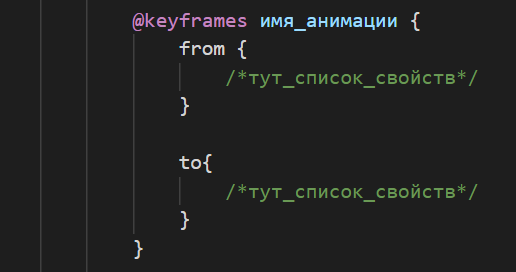 @keyframes имя_анимации {
from {
/*тут_список_свойств*/
}
to{
/*тут_список_свойств*/
}
}